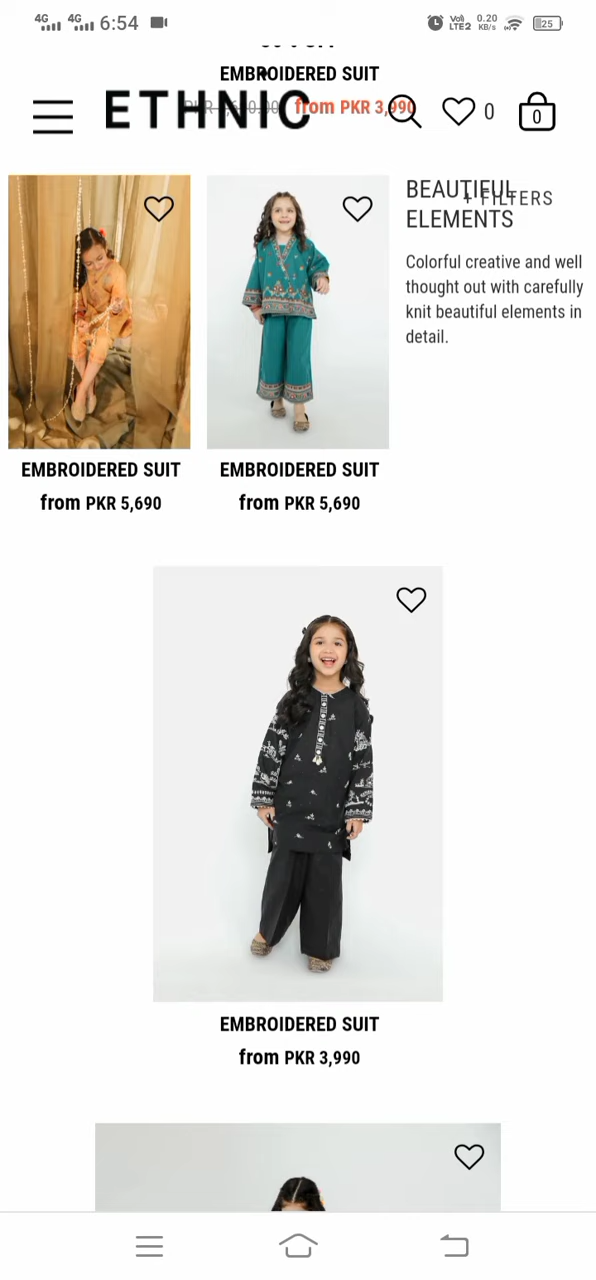 4G 4G 6:54 VoLTE2 0.20 KB/s 25
EMBROIDERED SUIT
from PKR 3,990
ETHNIC 0 0
BEAUTIFUL
+ FILTERS
ELEMENTS
Colorful creative and well
thought out with carefully
knit beautiful elements in
detail.
EMBROIDERED SUIT
from PKR 5,690
EMBROIDERED SUIT
from PKR 5,690
EMBROIDERED SUIT
from PKR 3,990